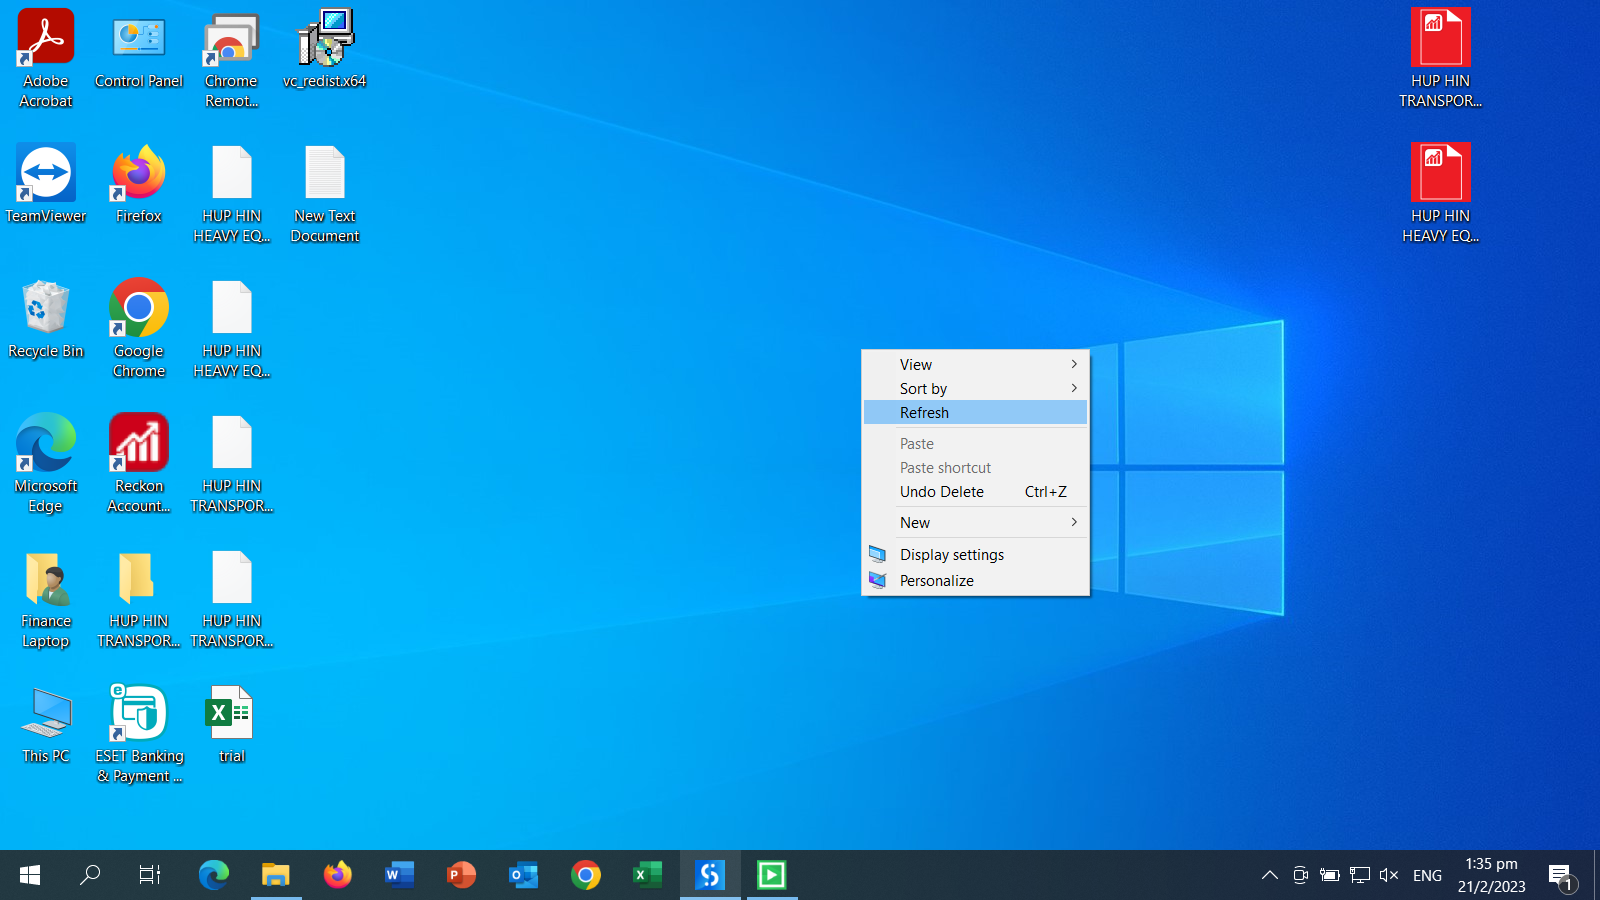 Adobe
Acrobat
Control Panel
Chrome
Remot...
vc_redist.x64
HUP HIN
TRANSPOR...
TeamViewer
Firefox
HUP HIN
HEAVY EQ...
New Text
Document
HUP HIN
HEAVY EQ...
Recycle Bin
Google
Chrome
HUP HIN
HEAVY EQ...
View
Sort by
Refresh
Paste
Paste shortcut
Undo Delete Ctrl+Z
New
Display settings
Personalize
Microsoft
Edge
Reckon
Account...
HUP HIN
TRANSPOR...
Finance
Laptop
HUP HIN
TRANSPOR...
HUP HIN
TRANSPOR...
This PC
ESET Banking
& Payment ...
trial
ENG
1:35 pm
21/2/2023
1